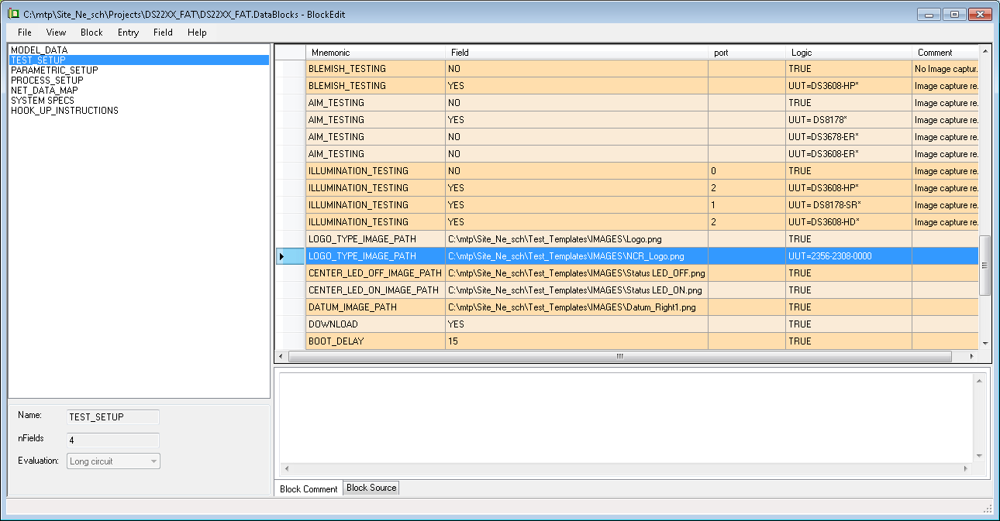 C:\mtp\Site_Ne_sch\Projects\DS22XX_FAT\DS22XX_FAT.DataBlocks - BlockEdit
File View Block Entry Field Help
MODEL_DATA
TEST_SETUP
PARAMETRIC_SETUP
PROCESS_SETUP
NET_DATA_MAP
SYSTEM SPECS
HOOK_UP_INSTRUCTIONS
Mnemonic Field port Logic Comment
BLEMISH_TESTING NO TRUE No Image captur.
BLEMISH_TESTING YES UUT=DS3608-HP* Image capture re.
AIM_TESTING NO TRUE Image capture re.
AIM_TESTING YES UUT= DS8178* Image capture re.
AIM_TESTING NO UUT=DS3678-ER* Image capture re.
AIM_TESTING NO UUT=DS3608-ER* Image capture re.
ILLUMINATION_TESTING NO 0 TRUE Image capture re.
ILLUMINATION_TESTING YES 2 UUT=DS3608-HP* Image capture re.
ILLUMINATION_TESTING YES 1 UUT= DS8178-SR* Image capture re.
ILLUMINATION_TESTING YES 2 UUT=DS3608-HD* Image capture re.
LOGO_TYPE_IMAGE_PATH C:\mtp\Site_Ne_sch\Test_Templates\IMAGES\Logo.png TRUE
LOGO_TYPE_IMAGE_PATH C:\mtp\Site_Ne_sch\Test_Templates\IMAGES\NCR_Logo.png UUT=2356-2308-0000
CENTER_LED_OFF_IMAGE_PATH C:\mtp\Site_Ne_sch\Test_Templates\IMAGES\Status LED_OFF.png TRUE
CENTER_LED_ON_IMAGE_PATH C:\mtp\Site_Ne_sch\Test_Templates\IMAGES\Status LED_ON.png TRUE
DATUM_IMAGE_PATH C:\mtp\Site_Ne_sch\Test_Templates\IMAGES\Datum_Right1.png TRUE
DOWNLOAD YES TRUE
BOOT_DELAY 15 TRUE
Name: TEST_SETUP
nFields 4
Evaluation: Long circuit
Block Comment Block Source